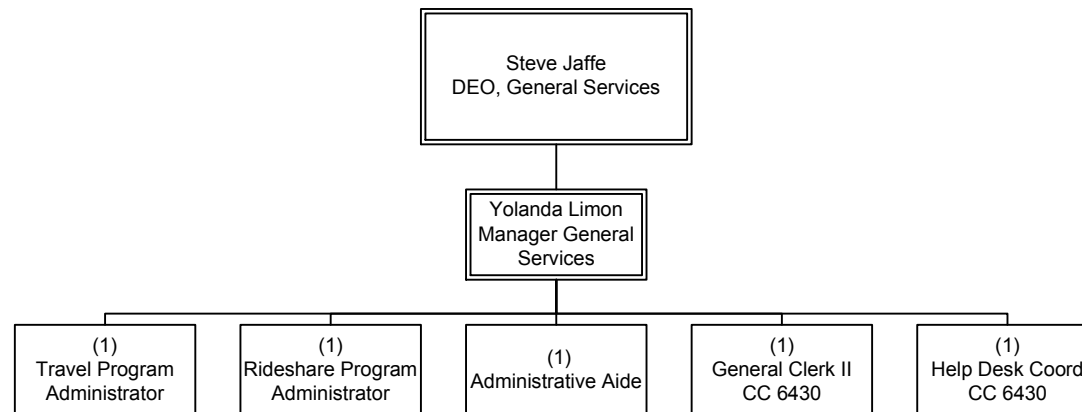 Steve Jaffe
DEO, General Services
Yolanda Limon
Manager General
Services
(1)
Travel Program
Administrator
(1)
Rideshare Program
Administrator
(1)
Administrative Aide
(1)
General Clerk II
CC 6430
(1)
Help Desk Coord
CC 6430